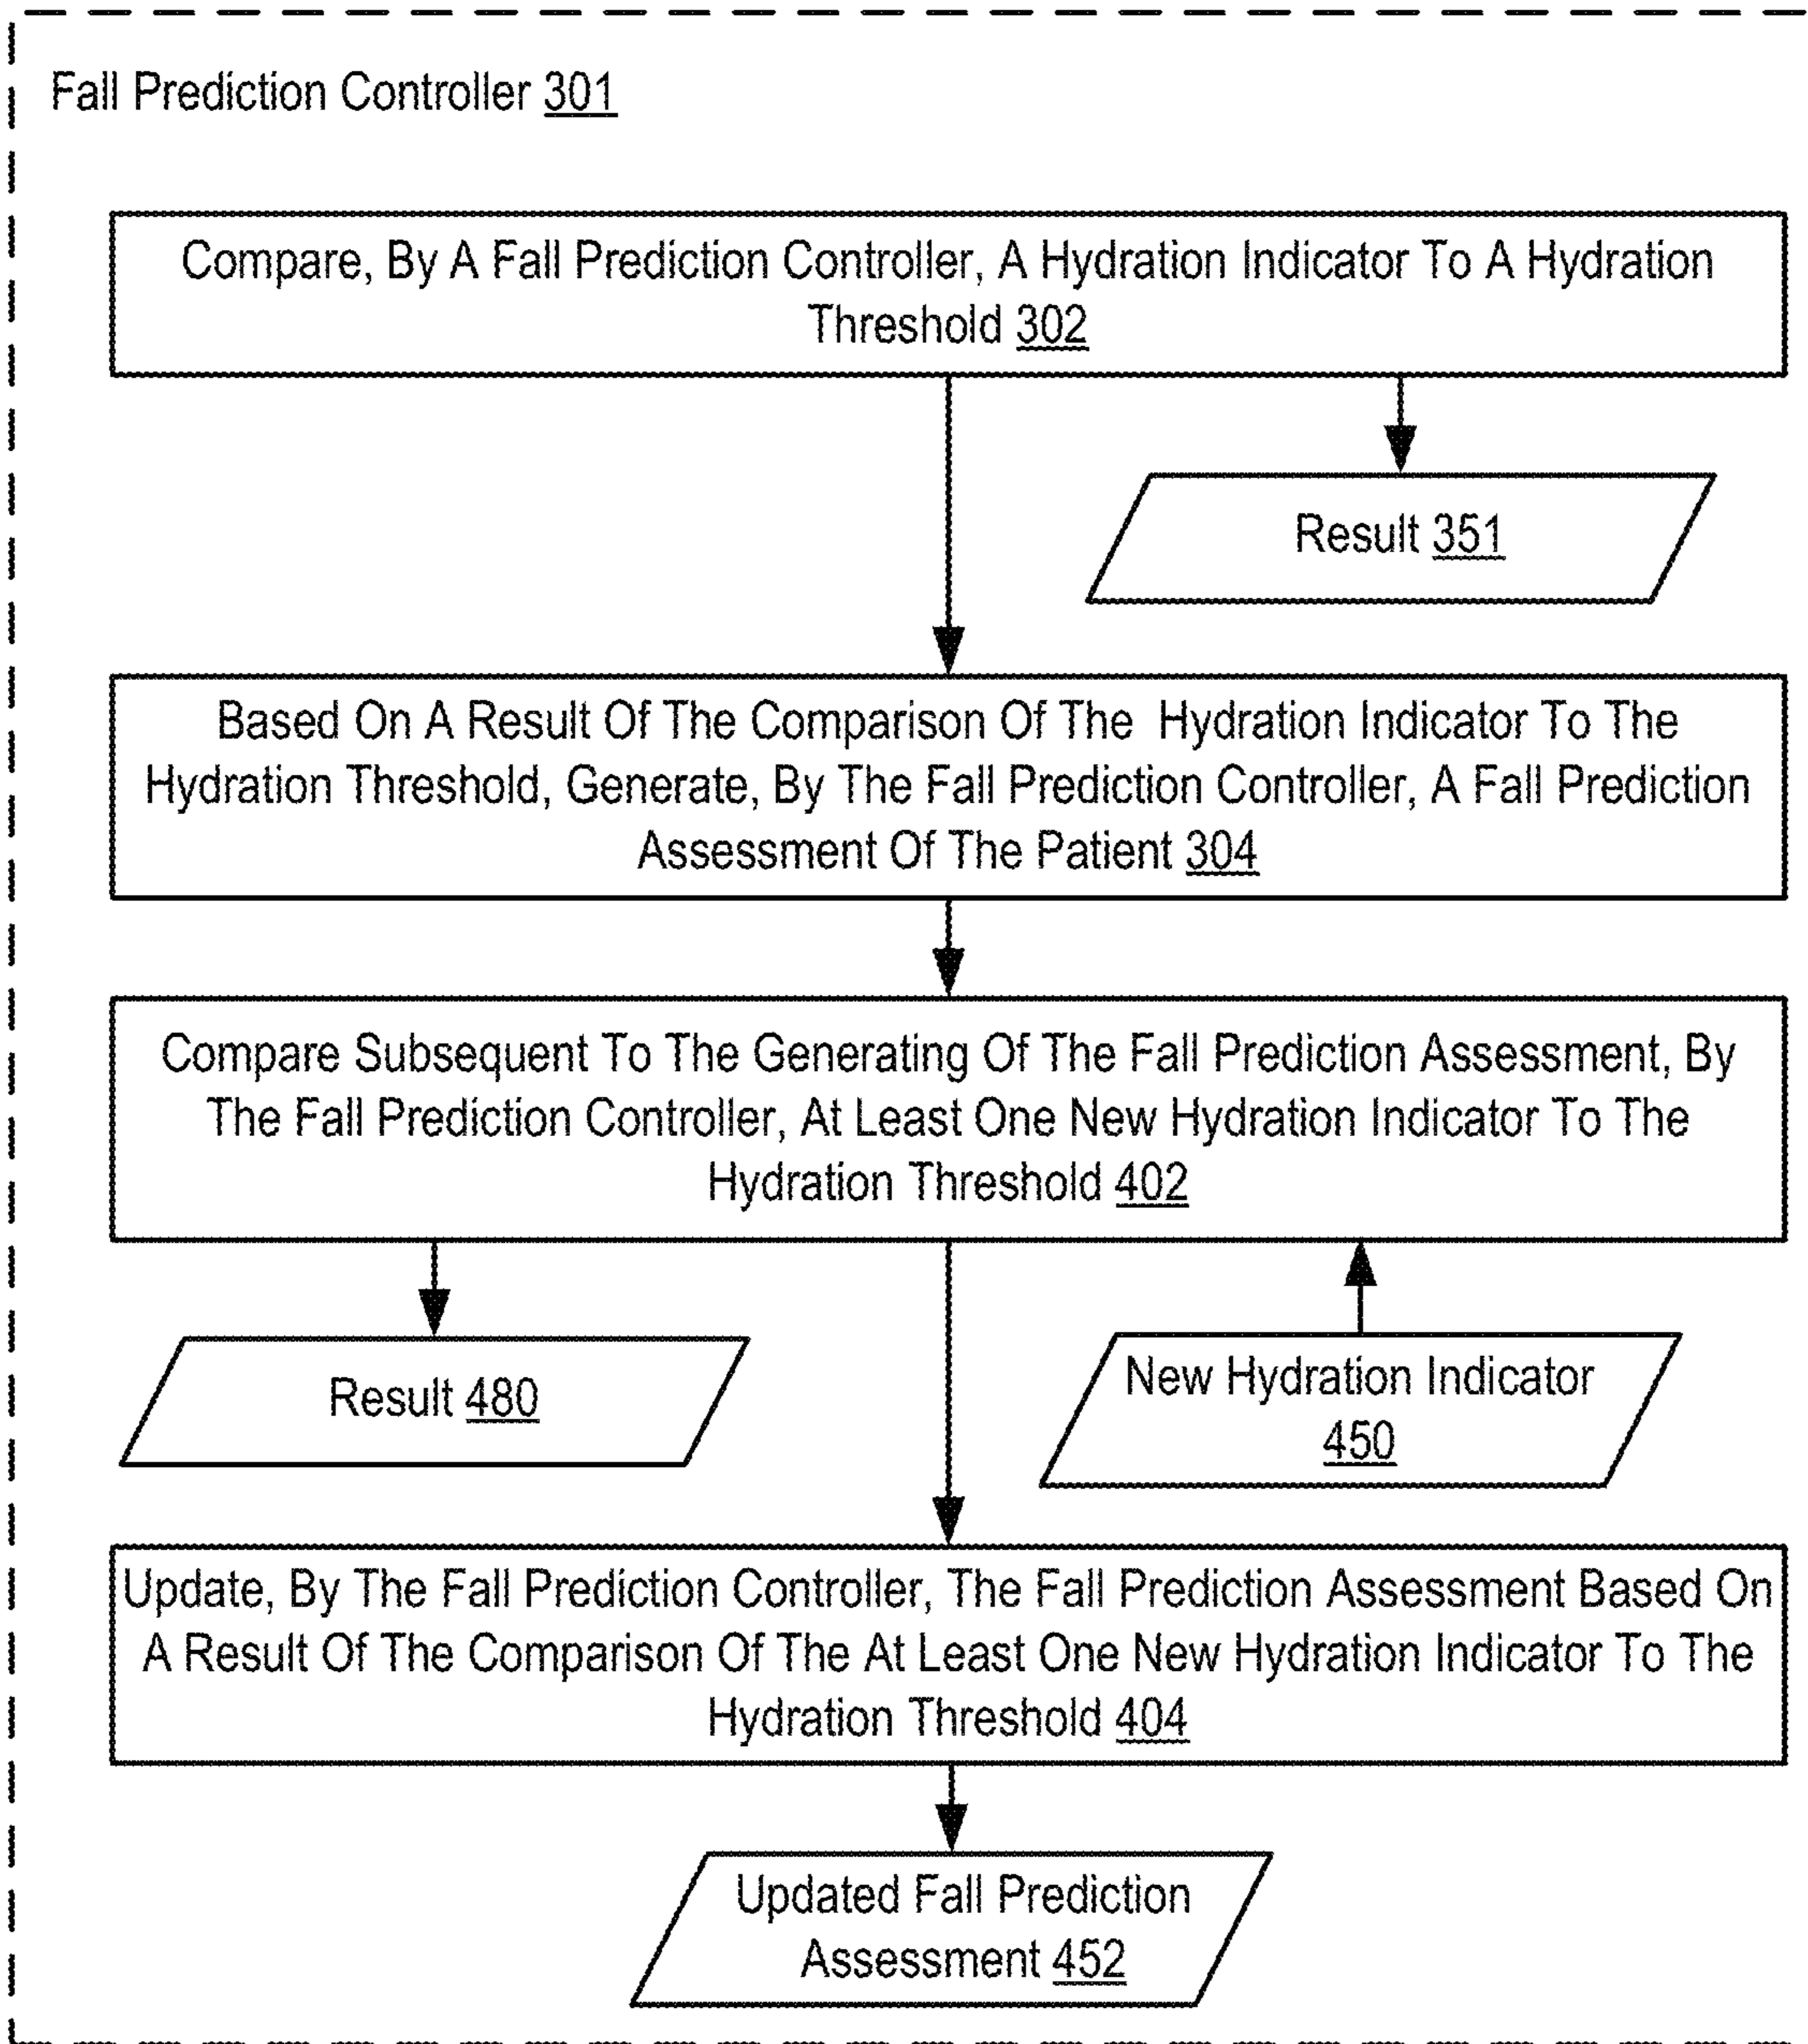 Fall Prediction Controller 301
Compare, By A Fall Prediction Controller, A Hydration Indicator To A Hydration
Threshold 302
Result 351
Based On A Result Of The Comparison Of The Hydration Indicator To The
Hydration Threshold, Generate, By The Fall Prediction Controller, A Fall Prediction
Assessment Of The Patient 304
Compare Subsequent To The Generating Of The Fall Prediction Assessment, By
The Fall Prediction Controller, At Least One New Hydration Indicator To The
Hydration Threshold 402
Result 480
New Hydration Indicator
450
Update, By The Fall Prediction Controller, The Fall Prediction Assessment Based On
A Result Of The Comparison Of The At Least One New Hydration Indicator To The
Hydration Threshold 404
Updated Fall Prediction
Assessment 452